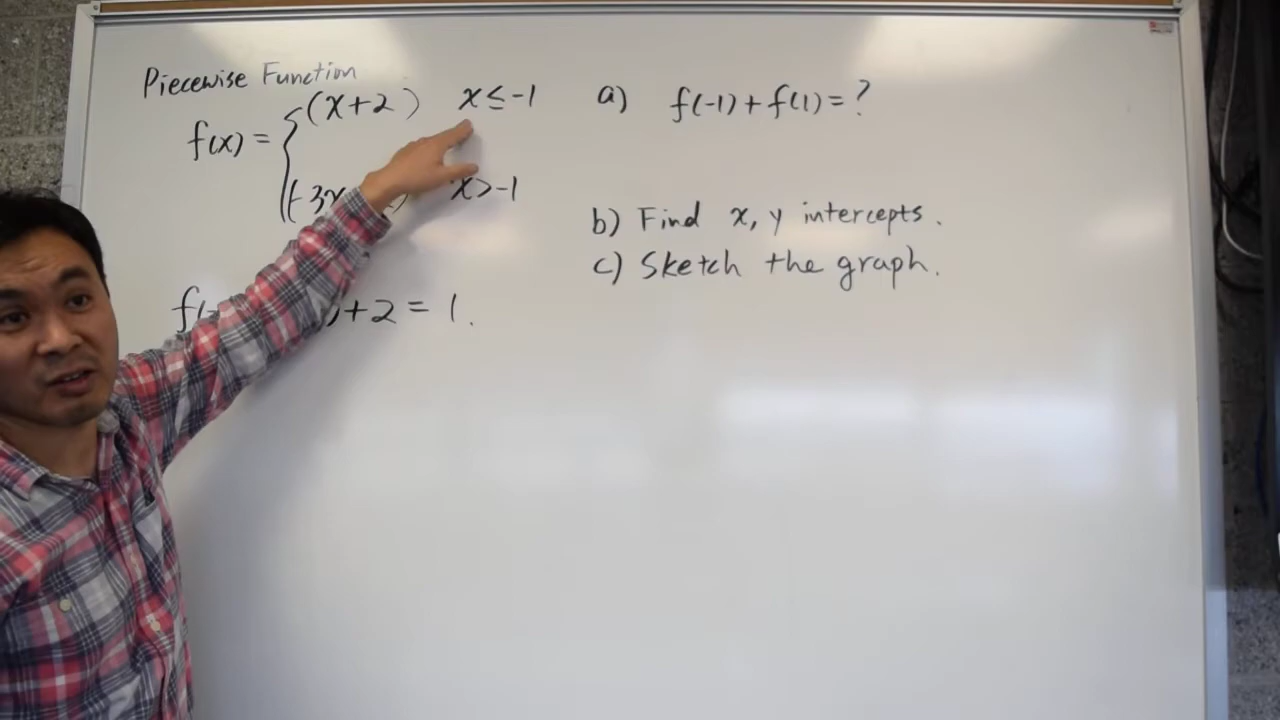 Piecewise Function
f(x) = { (x+2) x ≤ -1
(-3x ) x > -1
f(- )+2 = 1.
a) f(-1) + f(1) = ?
b) Find x, y intercepts.
c) Sketch the graph.